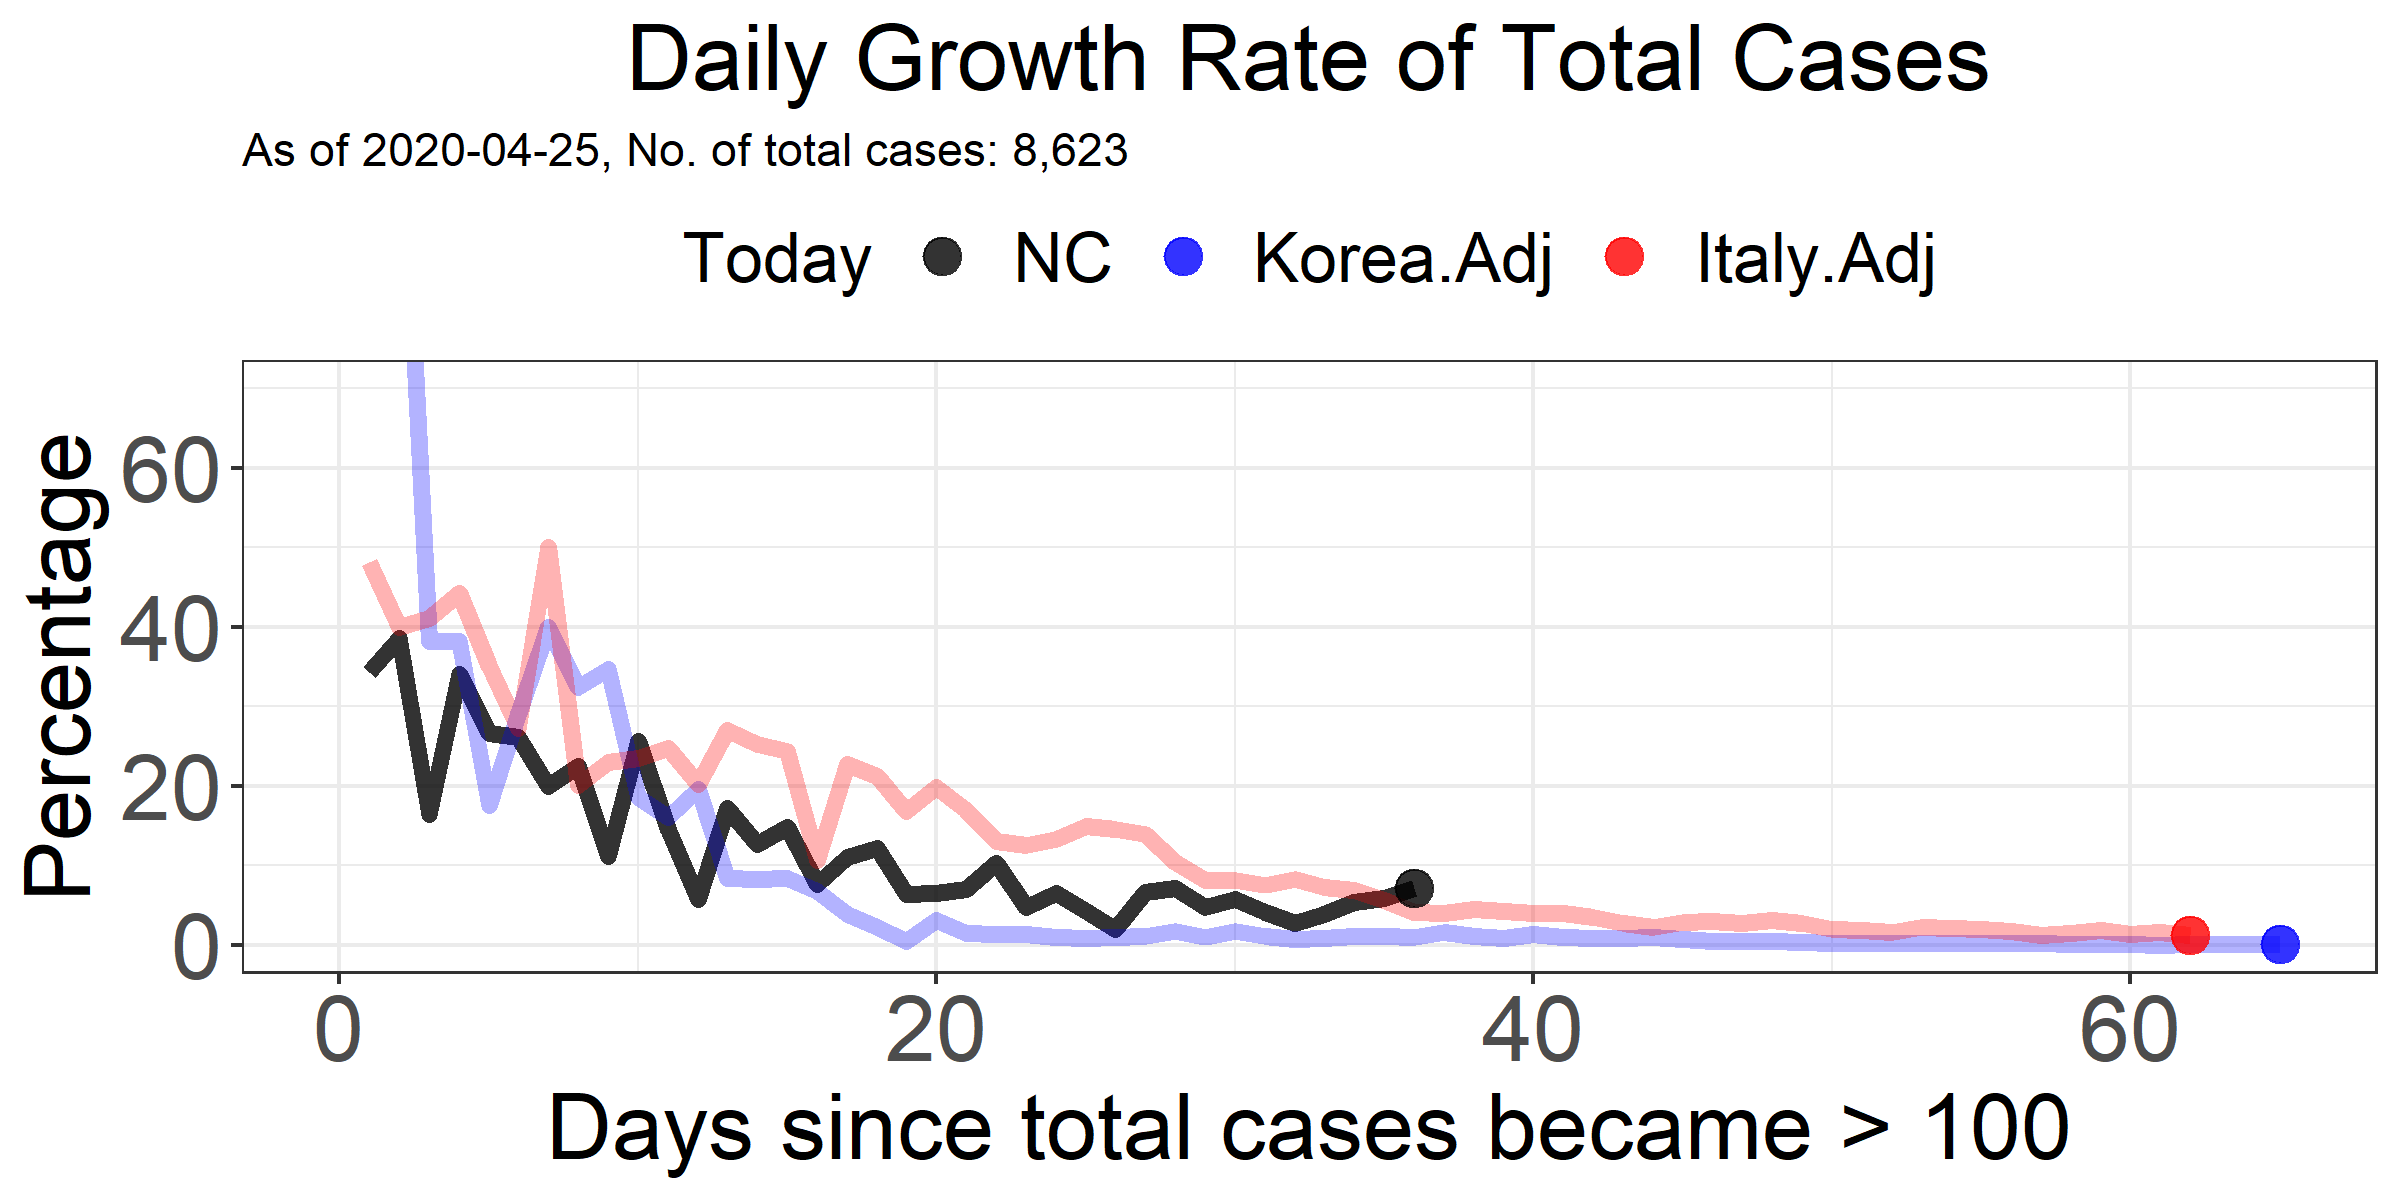 Daily Growth Rate of Total Cases
As of 2020-04-25, No. of total cases: 8,623
Today NC Korea.Adj Italy.Adj
Percentage
60
40
20
0
0 20 40 60
Days since total cases became > 100